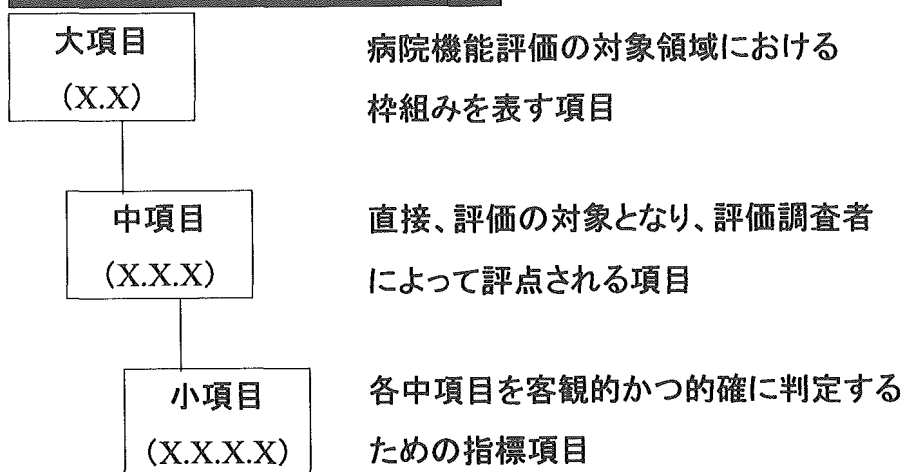 大項目
(X.X)
病院機能評価の対象領域における
枠組みを表す項目
中項目
(X.X.X)
直接、評価の対象となり、評価調査者
によって評点される項目
小項目
(X.X.X.X)
各中項目を客観的かつ的確に判定する
ための指標項目